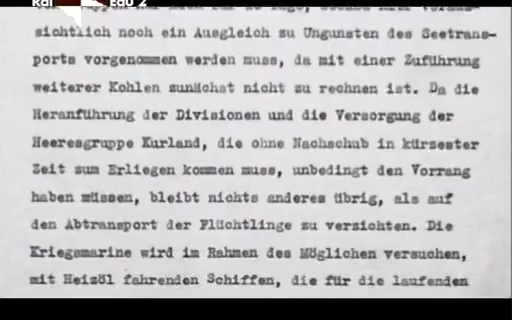 Rai Edu 2
sichtlich noch ein Ausgleich zu Ungunsten des Seetrans-
ports vorgenommen werden muss, da mit einer Zuführung
weiterer Kohlen zunächst nicht zu rechnen ist. Da die
Heranführung der Divisionen und die Versorgung der
Heeresgruppe Kurland, die ohne Nachschub in kürzester
Zeit zum Erliegen kommen muss, unbedingt den Vorrang
haben müssen, bleibt nichts anderes übrig, als auf
den Abtransport der Flüchtlinge zu verzichten. Die
Kriegsmarine wird im Rahmen des Möglichen versuchen,
mit Heizöl fahrenden Schiffen, die für die laufenden